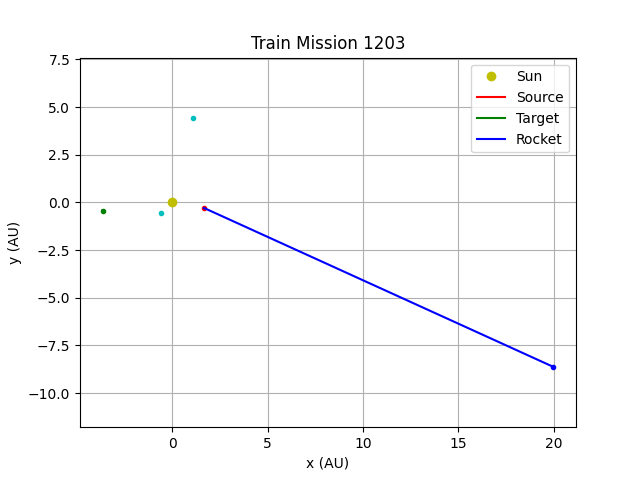 Train Mission 1203
7.5
5.0
2.5
0.0
−2.5
−5.0
−7.5
−10.0
y (AU)
0
5
10
15
20
x (AU)
Sun
Source
Target
Rocket